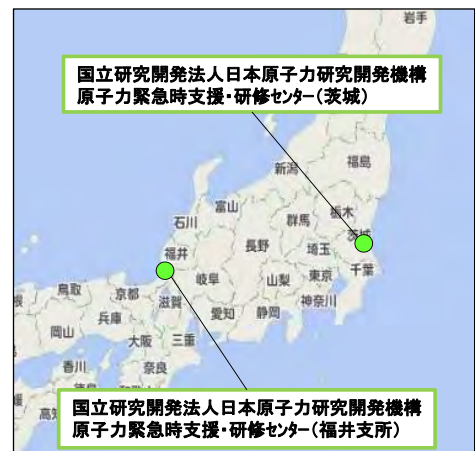 岩手
国立研究開発法人日本原子力研究開発機構
原子力緊急時支援・研修センター(茨城)
福島
新潟
栃木
石川
富山
群馬
茨城
福井
長野
埼玉
岐阜
山梨
東京
千葉
鳥取
京都
滋賀
神奈川
愛知
静岡
岡山
兵庫
大阪
三重
香川
奈良
国立研究開発法人日本原子力研究開発機構
原子力緊急時支援・研修センター(福井支所)